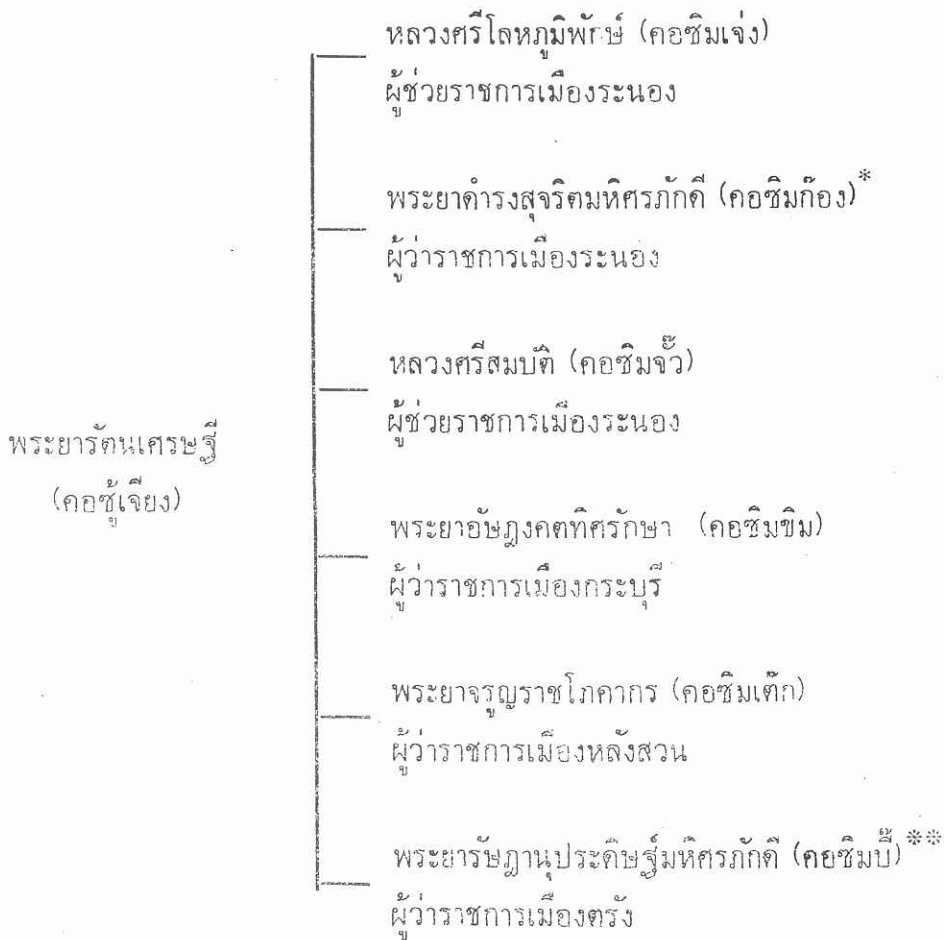 หลวงศรีโลหภูมิพักษ์ (คอซิมเจ่ง)
ผู้ช่วยราชการเมืองระนอง
พระยาดำรงสุจริตมหิศรภักดี (คอซิมก๊อง)*
ผู้ว่าราชการเมืองระนอง
หลวงศรีสมบัติ (คอซิมจั๊ว)
ผู้ช่วยราชการเมืองระนอง
พระยารัตนเศรษฐี
(คอซู้เจียง)
พระยาอัษฎงคตทิศรักษา (คอซิมขิม)
ผู้ว่าราชการเมืองกระบุรี
พระยาจรูญราชโภคากร (คอซิมเต๊ก)
ผู้ว่าราชการเมืองหลังสวน
พระยารัษฎานุประดิษฐ์มหิศรภักดี (คอซิมบี๊)**
ผู้ว่าราชการเมืองตรัง